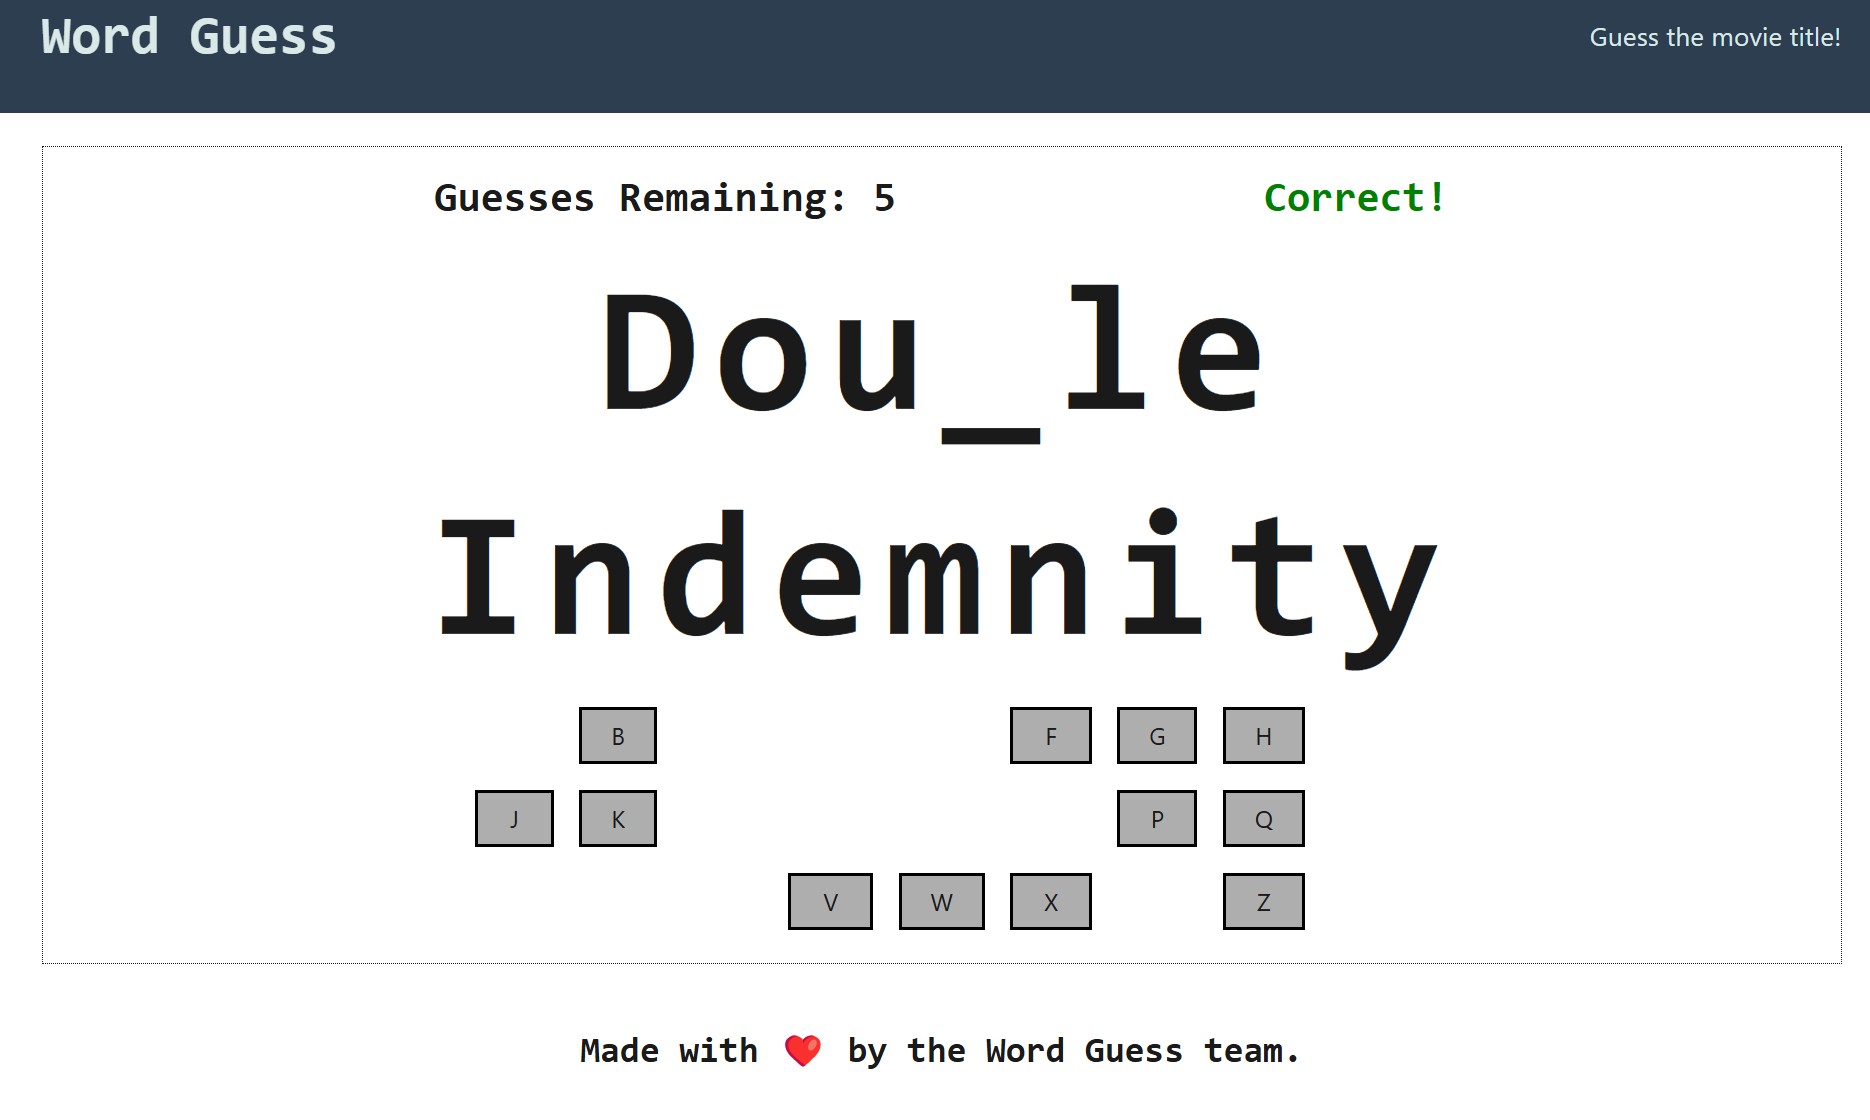 Word Guess
Guess the movie title!
Guesses Remaining: 5
Correct!
Dou_le
Indemnity
B F G H
J K P Q
V W X Z
Made with ❤️ by the Word Guess team.